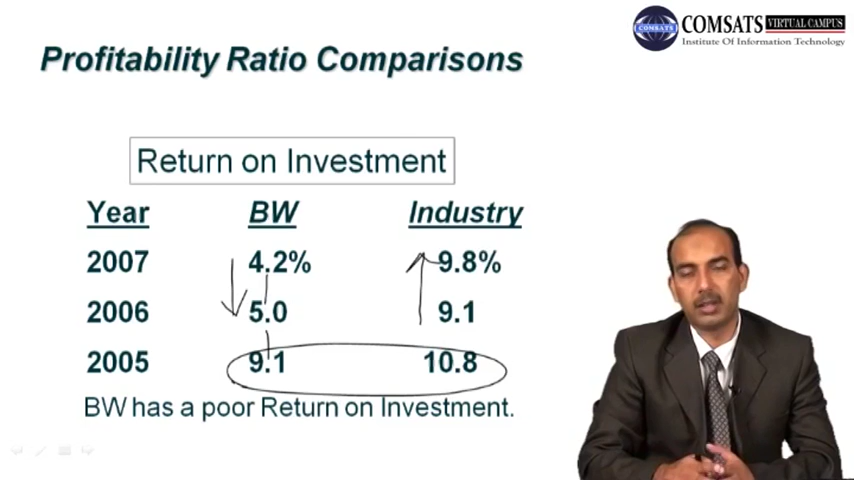 COMSATS VIRTUAL CAMPUS
COMSATS
Institute Of Information Technology
Profitability Ratio Comparisons
Return on Investment
Year BW Industry
2007 4.2% 9.8%
2006 5.0 9.1
2005 9.1 10.8
BW has a poor Return on Investment.